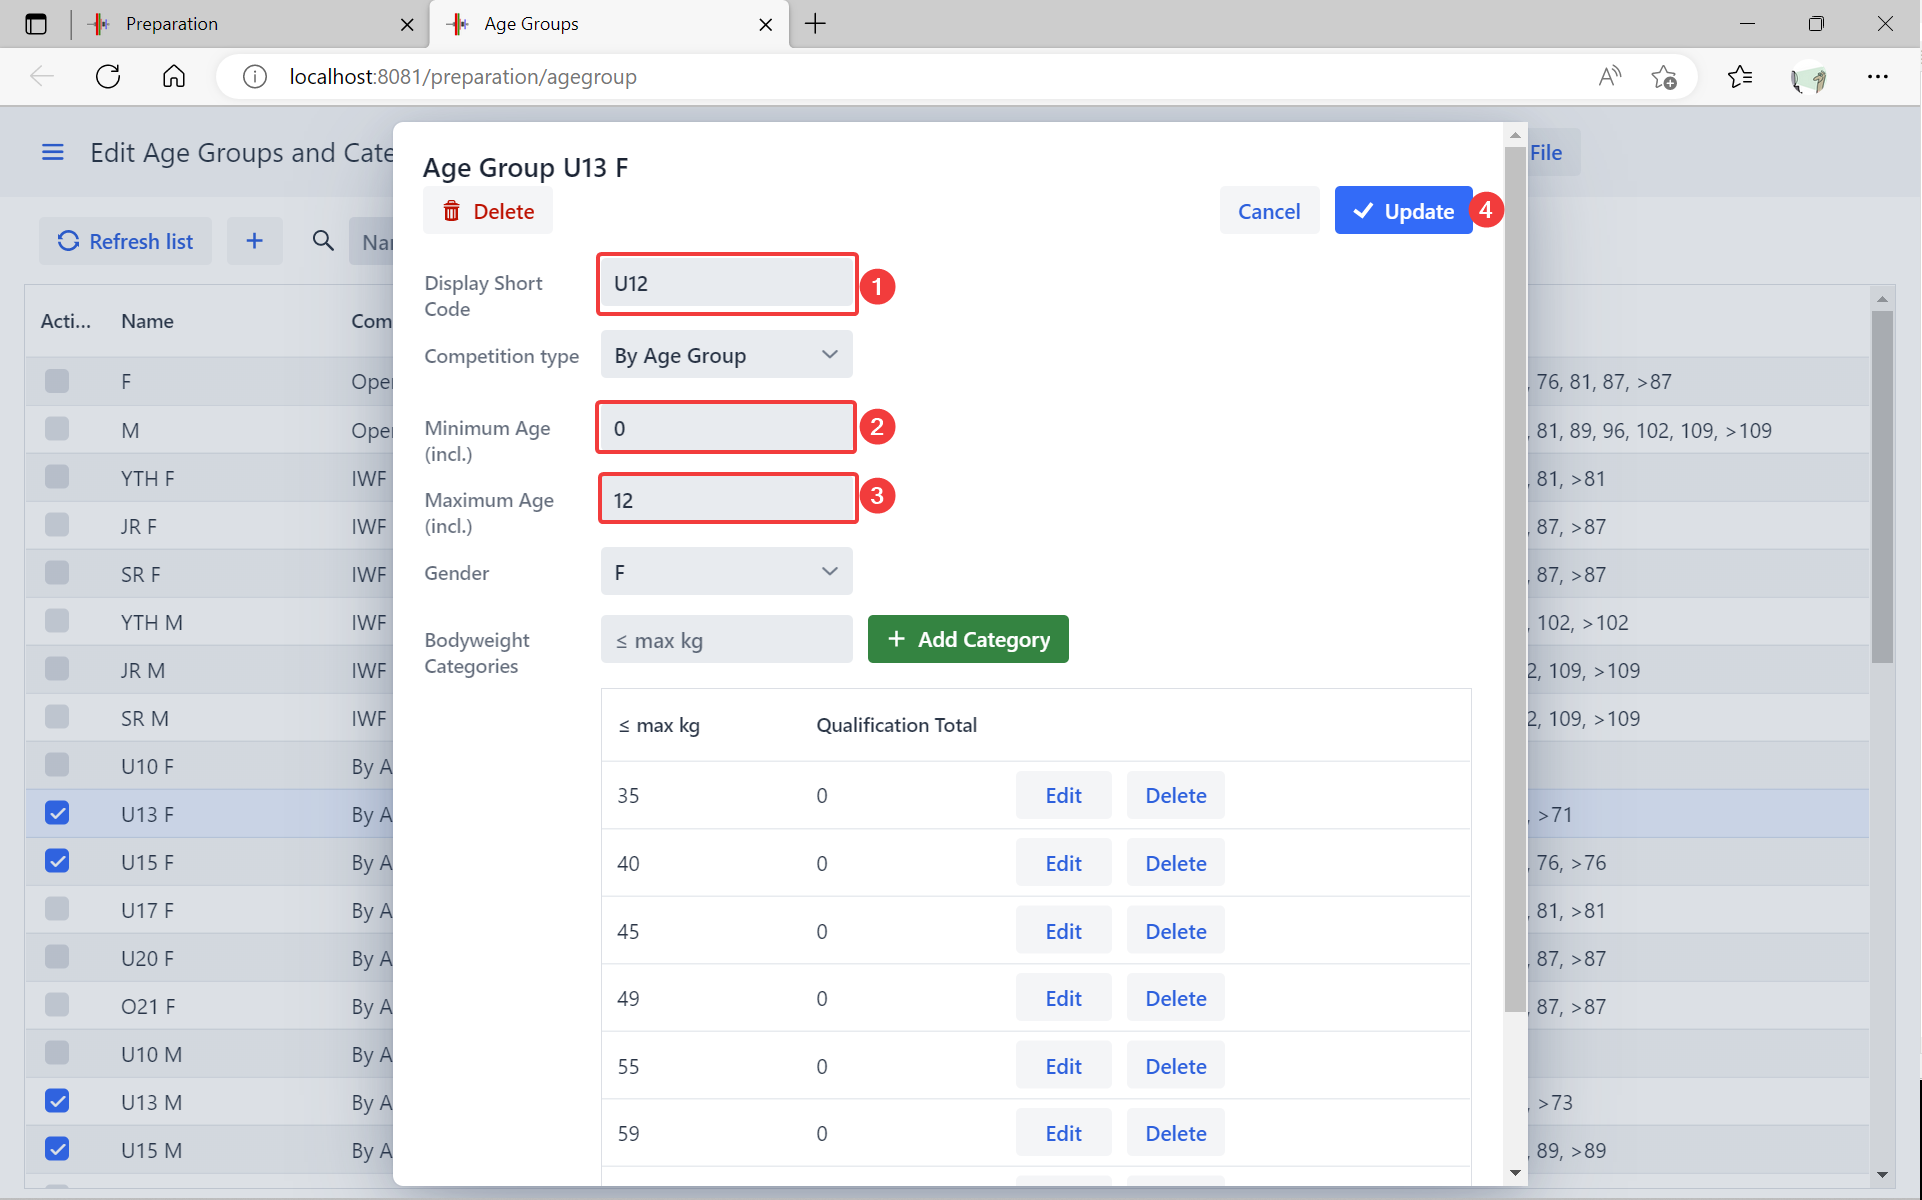 Preparation
Age Groups
localhost:8081/preparation/agegroup
Edit Age Groups and Cate
File
Refresh list
+
Nar
Acti...
Name
Com
F
Ope
, 76, 81, 87, >87
M
Ope
, 81, 89, 96, 102, 109, >109
YTH F
IWF
, 81, >81
JR F
IWF
, 87, >87
SR F
IWF
, 87, >87
YTH M
IWF
, 102, >102
JR M
IWF
2, 109, >109
SR M
IWF
2, 109, >109
U10 F
By A
U13 F
By A
, >71
U15 F
By A
, 76, >76
U17 F
By A
, 81, >81
U20 F
By A
, 87, >87
O21 F
By A
, 87, >87
U10 M
By A
U13 M
By A
, >73
U15 M
By A
, 89, >89
Age Group U13 F
Delete
Cancel
Update
4
Display Short
Code
U12
1
Competition type
By Age Group
Minimum Age
(incl.)
0
2
Maximum Age
(incl.)
12
3
Gender
F
Bodyweight
Categories
≤ max kg
+ Add Category
≤ max kg
Qualification Total
35
0
Edit
Delete
40
0
Edit
Delete
45
0
Edit
Delete
49
0
Edit
Delete
55
0
Edit
Delete
59
0
Edit
Delete